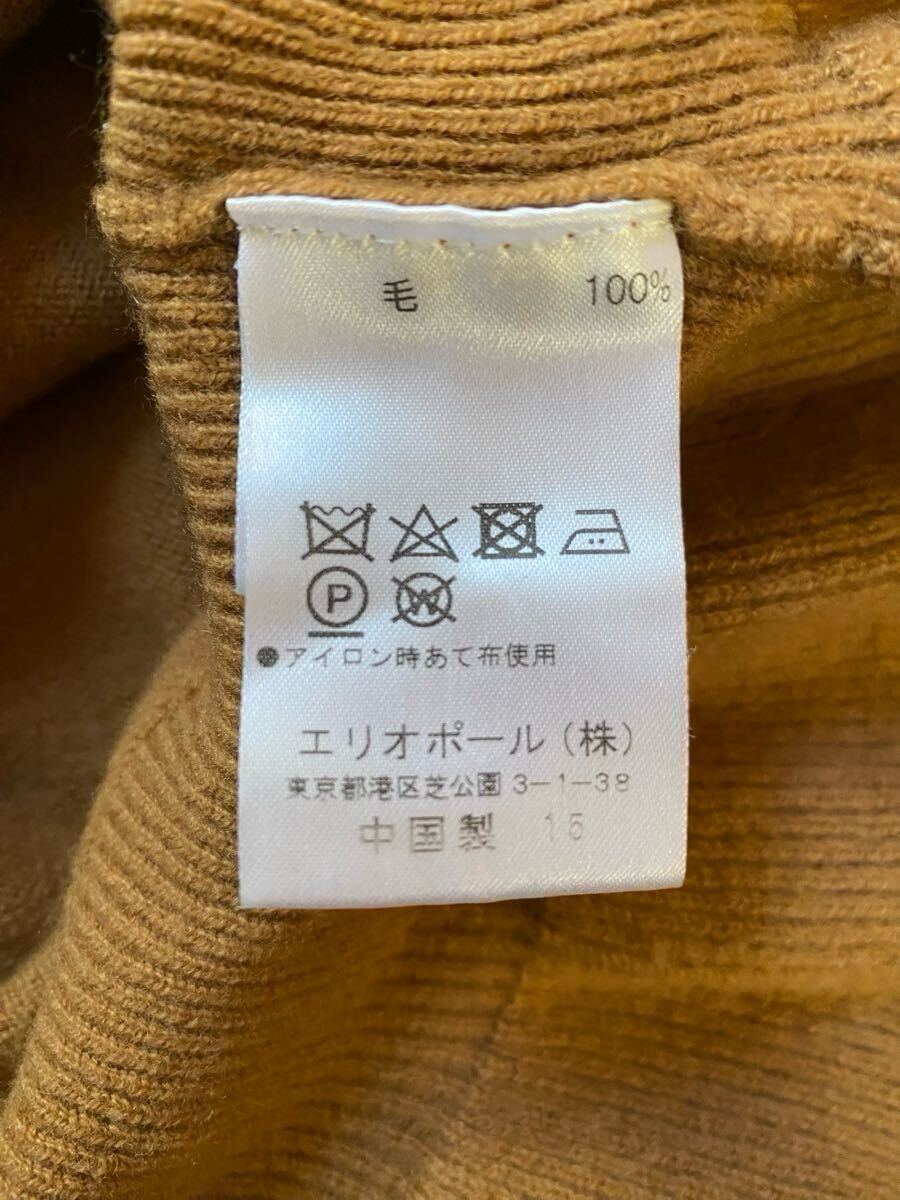 毛 100%
P W
●アイロン時あて布使用
エリオポール(株)
東京都港区芝公園 3-1-38
中国製 15